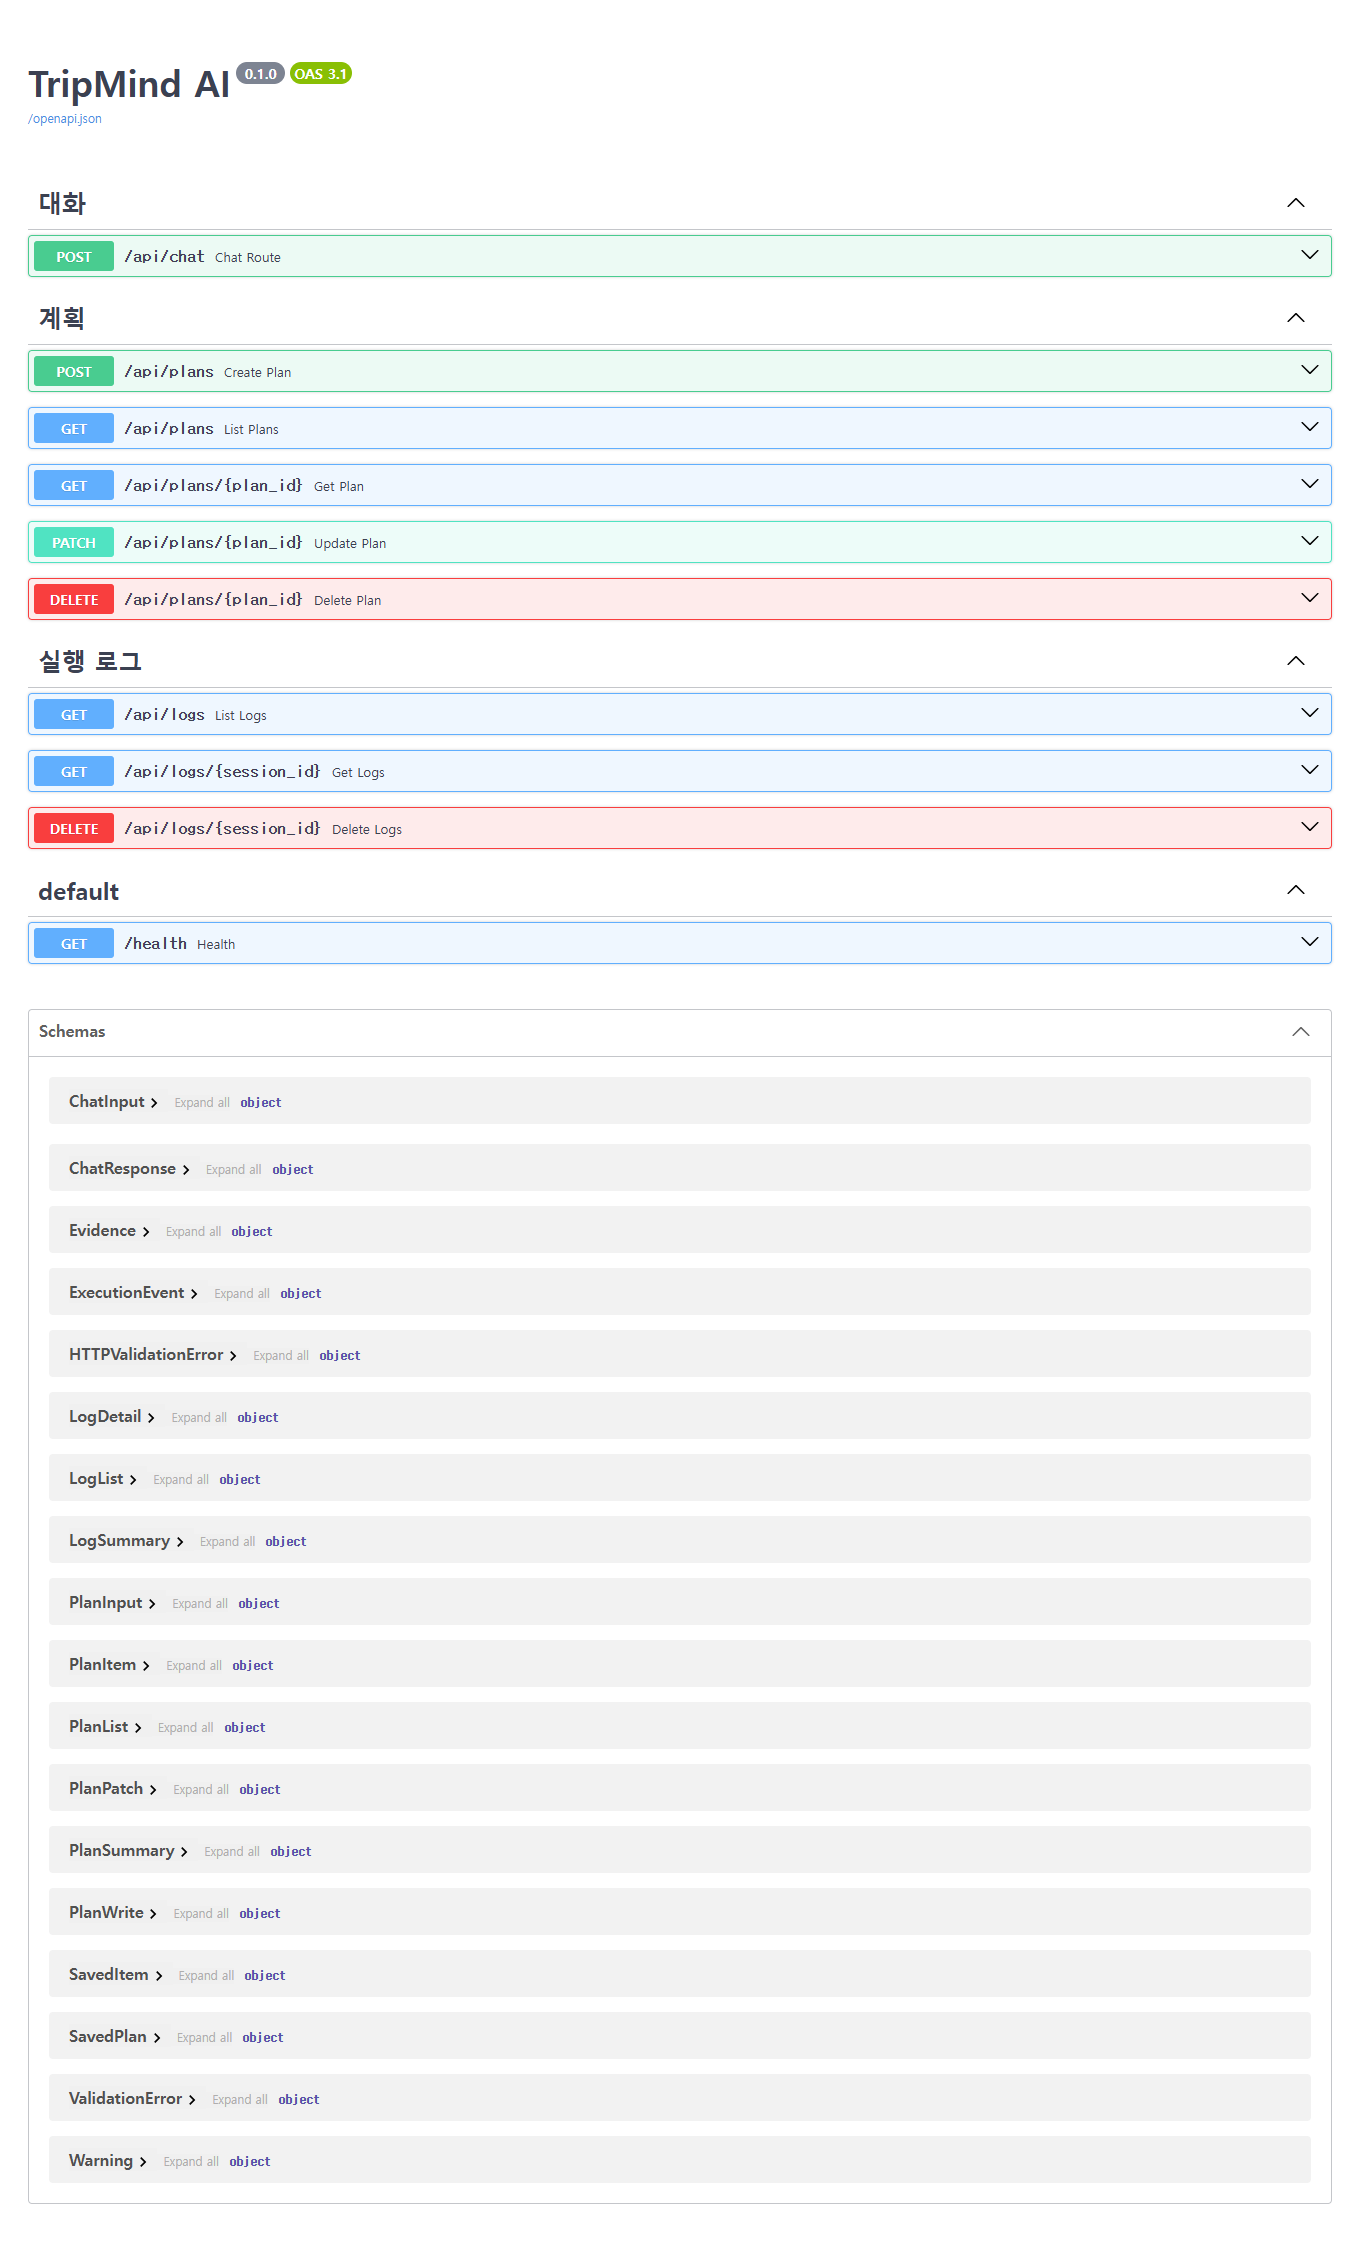 TripMind AI 0.1.0 OAS 3.1
/openapi.json
대화
POST /api/chat Chat Route
계획
POST /api/plans Create Plan
GET /api/plans List Plans
GET /api/plans/{plan_id} Get Plan
PATCH /api/plans/{plan_id} Update Plan
DELETE /api/plans/{plan_id} Delete Plan
실행 로그
GET /api/logs List Logs
GET /api/logs/{session_id} Get Logs
DELETE /api/logs/{session_id} Delete Logs
default
GET /health Health
Schemas
ChatInput Expand all object
ChatResponse Expand all object
Evidence Expand all object
ExecutionEvent Expand all object
HTTPValidationError Expand all object
LogDetail Expand all object
LogList Expand all object
LogSummary Expand all object
PlanInput Expand all object
PlanItem Expand all object
PlanList Expand all object
PlanPatch Expand all object
PlanSummary Expand all object
PlanWrite Expand all object
SavedItem Expand all object
SavedPlan Expand all object
ValidationError Expand all object
Warning Expand all object